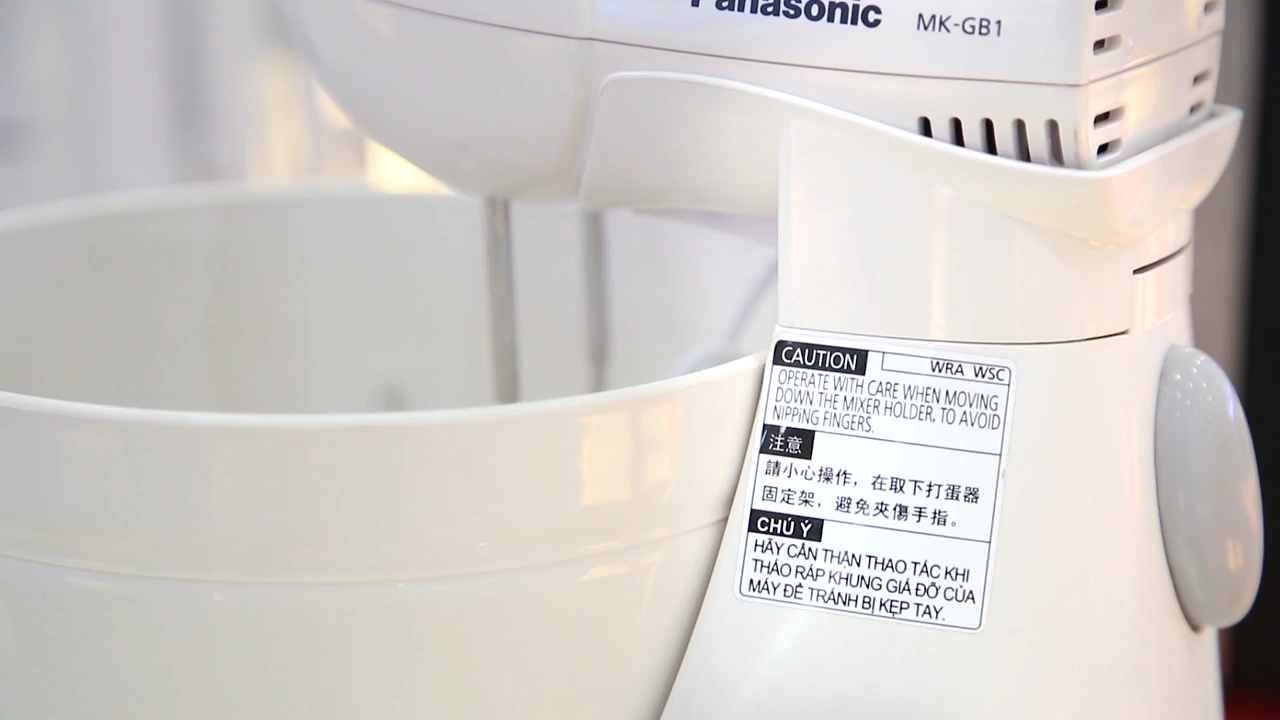 Panasonic MK-GB1
CAUTION WRA WSC
OPERATE WITH CARE WHEN MOVING
DOWN THE MIXER HOLDER, TO AVOID
NIPPING FINGERS.
注意
請小心操作，在取下打蛋器
固定架，避免夾傷手指。
CHÚ Ý
HÃY CẨN THẬN THAO TÁC KHI
THÁO RÁP KHUNG GIÁ ĐỠ CỦA
MÁY ĐỂ TRÁNH BỊ KẸP TAY.